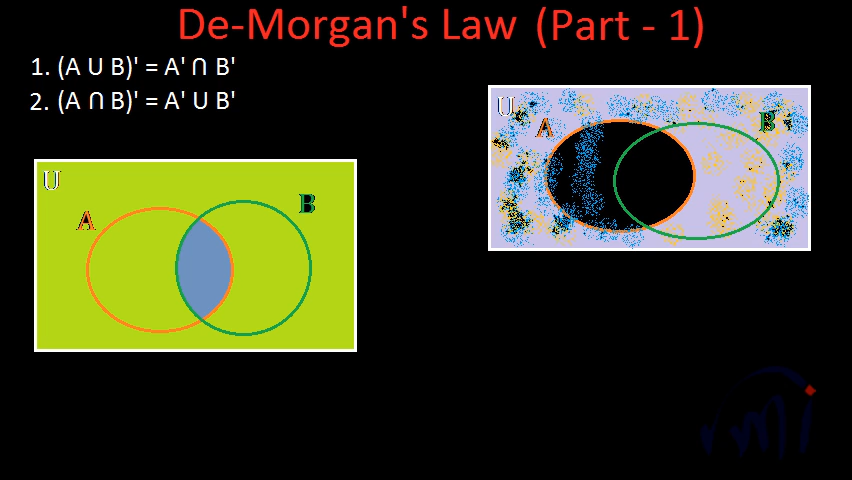 De-Morgan's Law (Part - 1)
1. (A U B)' = A' ∩ B'
2. (A ∩ B)' = A' U B'
U
A
B
U
A
B